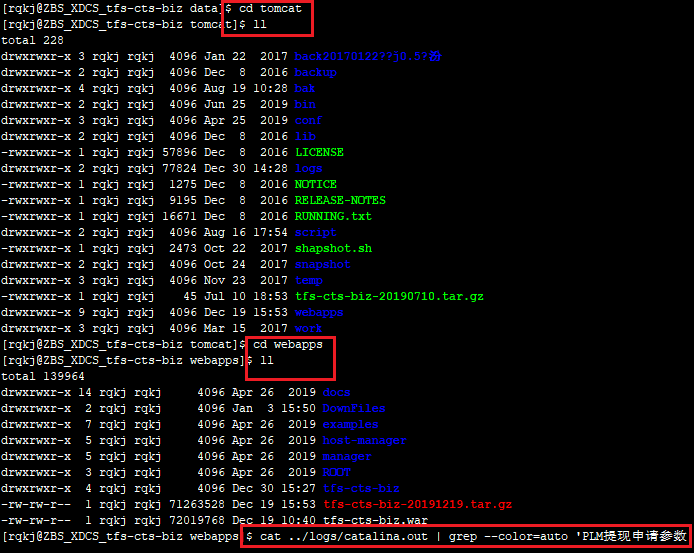 [rqkj@ZBS_XDCS_tfs-cts-biz data]$ cd tomcat
[rqkj@ZBS_XDCS_tfs-cts-biz tomcat]$ ll
total 228
drwxrwxr-x 3 rqkj rqkj 4096 Jan 22 2017 back20170122??j0.5?汾
drwxrwxr-x 2 rqkj rqkj 4096 Dec 8 2016 backup
drwxrwxr-x 4 rqkj rqkj 4096 Aug 19 10:28 bak
drwxrwxr-x 2 rqkj rqkj 4096 Jun 25 2019 bin
drwxrwxr-x 3 rqkj rqkj 4096 Apr 25 2019 conf
drwxrwxr-x 2 rqkj rqkj 4096 Dec 8 2016 lib
-rwxrwxr-x 1 rqkj rqkj 57896 Dec 8 2016 LICENSE
drwxrwxr-x 2 rqkj rqkj 77824 Dec 30 14:28 logs
-rwxrwxr-x 1 rqkj rqkj 1275 Dec 8 2016 NOTICE
-rwxrwxr-x 1 rqkj rqkj 9195 Dec 8 2016 RELEASE-NOTES
-rwxrwxr-x 1 rqkj rqkj 16671 Dec 8 2016 RUNNING.txt
drwxrwxr-x 2 rqkj rqkj 4096 Aug 16 17:54 script
-rwxrwxr-x 1 rqkj rqkj 2473 Oct 22 2017 shapshot.sh
drwxrwxr-x 2 rqkj rqkj 4096 Oct 24 2017 snapshot
drwxrwxr-x 3 rqkj rqkj 4096 Nov 23 2017 temp
-rwxrwxr-x 1 rqkj rqkj 45 Jul 10 18:53 tfs-cts-biz-20190710.tar.gz
drwxrwxr-x 9 rqkj rqkj 4096 Dec 19 15:53 webapps
drwxrwxr-x 3 rqkj rqkj 4096 Mar 15 2017 work
[rqkj@ZBS_XDCS_tfs-cts-biz tomcat]$ cd webapps
[rqkj@ZBS_XDCS_tfs-cts-biz webapps]$ ll
total 139964
drwxrwxr-x 14 rqkj rqkj 4096 Apr 26 2019 docs
drwxrwxr-x 2 rqkj rqkj 4096 Jan 3 15:50 DownFiles
drwxrwxr-x 7 rqkj rqkj 4096 Apr 26 2019 examples
drwxrwxr-x 5 rqkj rqkj 4096 Apr 26 2019 host-manager
drwxrwxr-x 5 rqkj rqkj 4096 Apr 26 2019 manager
drwxrwxr-x 3 rqkj rqkj 4096 Apr 26 2019 ROOT
drwxrwxr-x 4 rqkj rqkj 4096 Dec 30 15:27 tfs-cts-biz
-rw-rw-r-- 1 rqkj rqkj 71263528 Dec 19 15:53 tfs-cts-biz-20191219.tar.gz
-rw-rw-r-- 1 rqkj rqkj 72019768 Dec 19 10:40 tfs-cts-biz.war
[rqkj@ZBS_XDCS_tfs-cts-biz webapps$ cat ../logs/catalina.out | grep --color=auto 'PLM提现申请参数